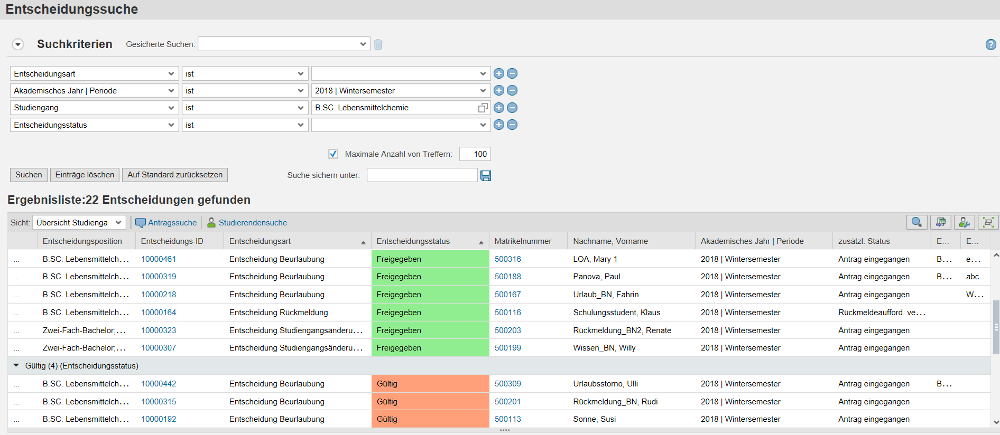 Entscheidungssuche
Suchkriterien Gesicherte Suchen:
Entscheidungsart ist
Akademisches Jahr | Periode ist 2018 | Wintersemester
Studiengang ist B.SC. Lebensmittelchemie
Entscheidungsstatus ist
Maximale Anzahl von Treffern: 100
Suchen Einträge löschen Auf Standard zurücksetzen Suche sichern unter:
Ergebnisliste:22 Entscheidungen gefunden
Sicht: Übersicht Studienga Antragssuche Studierendensuche
Entscheidungsposition Entscheidungs-ID Entscheidungsart Entscheidungsstatus Matrikelnummer Nachname, Vorname Akademisches Jahr | Periode zusätzl. Status E... E...
... B.SC. Lebensmittelch... 10000461 Entscheidung Beurlaubung Freigegeben 500316 LOA, Mary 1 2018 | Wintersemester Antrag eingegangen B... e...
... B.SC. Lebensmittelch... 10000319 Entscheidung Beurlaubung Freigegeben 500188 Panova, Paul 2018 | Wintersemester Antrag eingegangen B... abc
... B.SC. Lebensmittelch... 10000218 Entscheidung Beurlaubung Freigegeben 500167 Urlaub_BN, Fahrin 2018 | Wintersemester Antrag eingegangen W...
... B.SC. Lebensmittelch... 10000164 Entscheidung Rückmeldung Freigegeben 500116 Schulungsstudent, Klaus 2018 | Wintersemester Rückmeldeaufford. ve...
... Zwei-Fach-Bachelor;... 10000323 Entscheidung Studiengangsänderu... Freigegeben 500203 Rückmeldung_BN2, Renate 2018 | Wintersemester Antrag eingegangen
... Zwei-Fach-Bachelor;... 10000307 Entscheidung Studiengangsänderu... Freigegeben 500199 Wissen_BN, Willy 2018 | Wintersemester Antrag eingegangen
Gültig (4) (Entscheidungsstatus)
... B.SC. Lebensmittelch... 10000442 Entscheidung Beurlaubung Gültig 500309 Urlaubsstorno, Ulli 2018 | Wintersemester Antrag eingegangen B...
... B.SC. Lebensmittelch... 10000315 Entscheidung Beurlaubung Gültig 500201 Rückmeldung_BN, Rudi 2018 | Wintersemester Antrag eingegangen
... B.SC. Lebensmittelch... 10000192 Entscheidung Beurlaubung Gültig 500113 Sonne, Susi 2018 | Wintersemester Antrag eingegangen